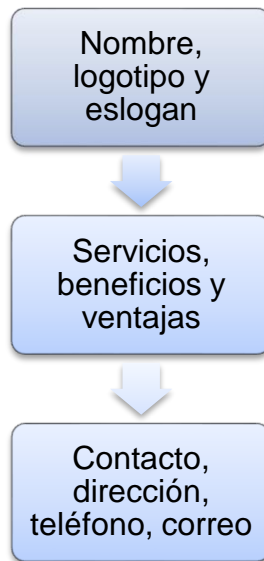 Nombre,
logotipo y
eslogan
Servicios,
beneficios y
ventajas
Contacto,
dirección,
teléfono, correo